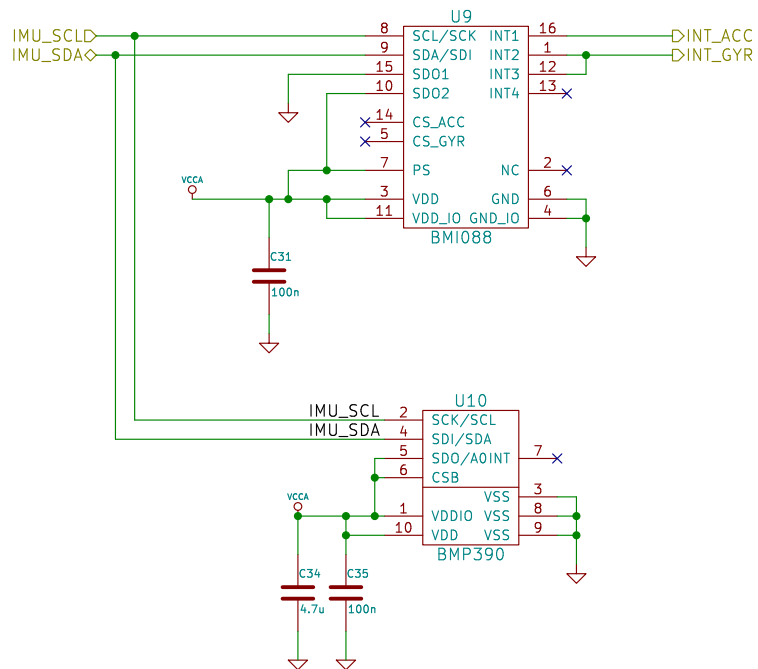 U9
IMU_SCL 8 SCL/SCK INT1 16 INT_ACC
IMU_SDA 9 SDA/SDI INT2 1 INT_GYR
15 SDO1 INT3 12
10 SDO2 INT4 13
14 CS_ACC
5 CS_GYR
7 PS NC 2
VCCA
3 VDD GND 6
11 VDD_IO GND_IO 4
BMI088
C31
100n
U10
IMU_SCL 2 SCK/SCL
IMU_SDA 4 SDI/SDA
5 SDO/A0 INT 7
6 CSB
VSS 3
VCCA
1 VDDIO VSS 8
10 VDD VSS 9
BMP390
C34 C35
4.7u 100n